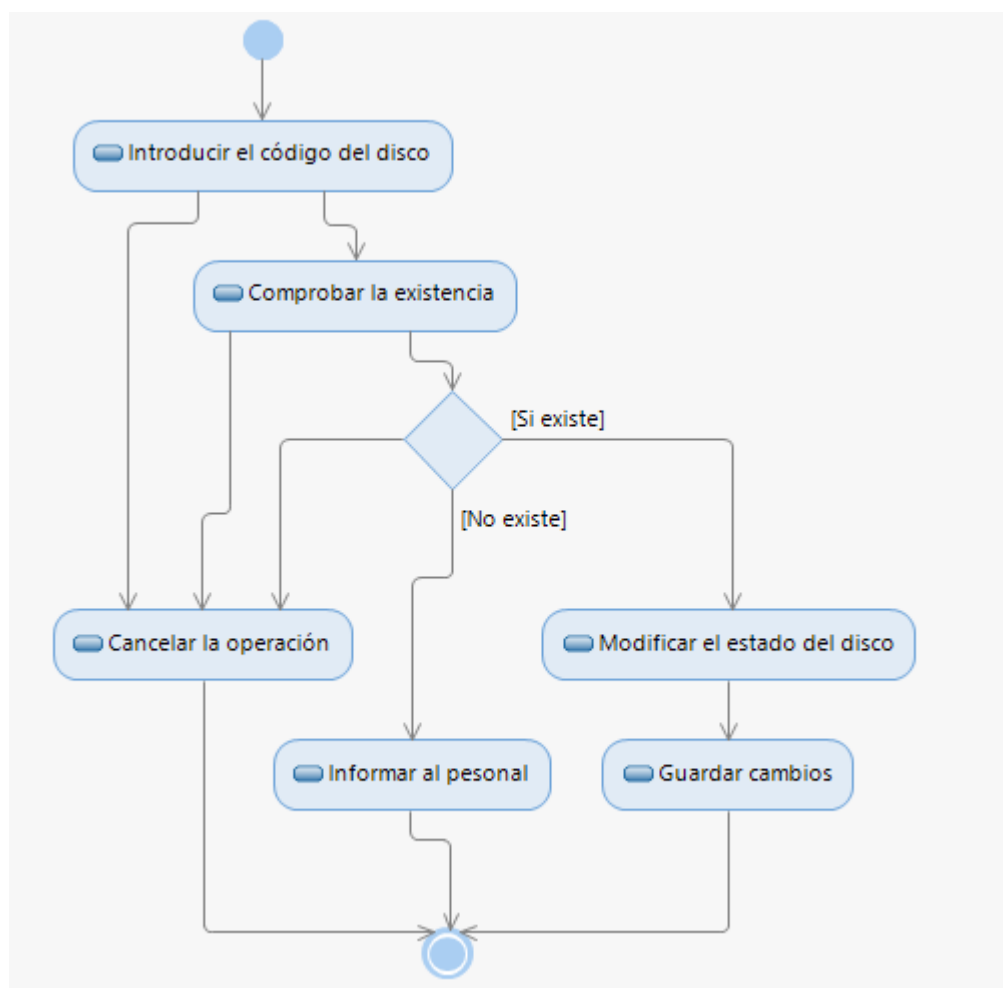 Introducir el código del disco
Comprobar la existencia
[Si existe]
[No existe]
Cancelar la operación
Modificar el estado del disco
Informar al pesonal
Guardar cambios